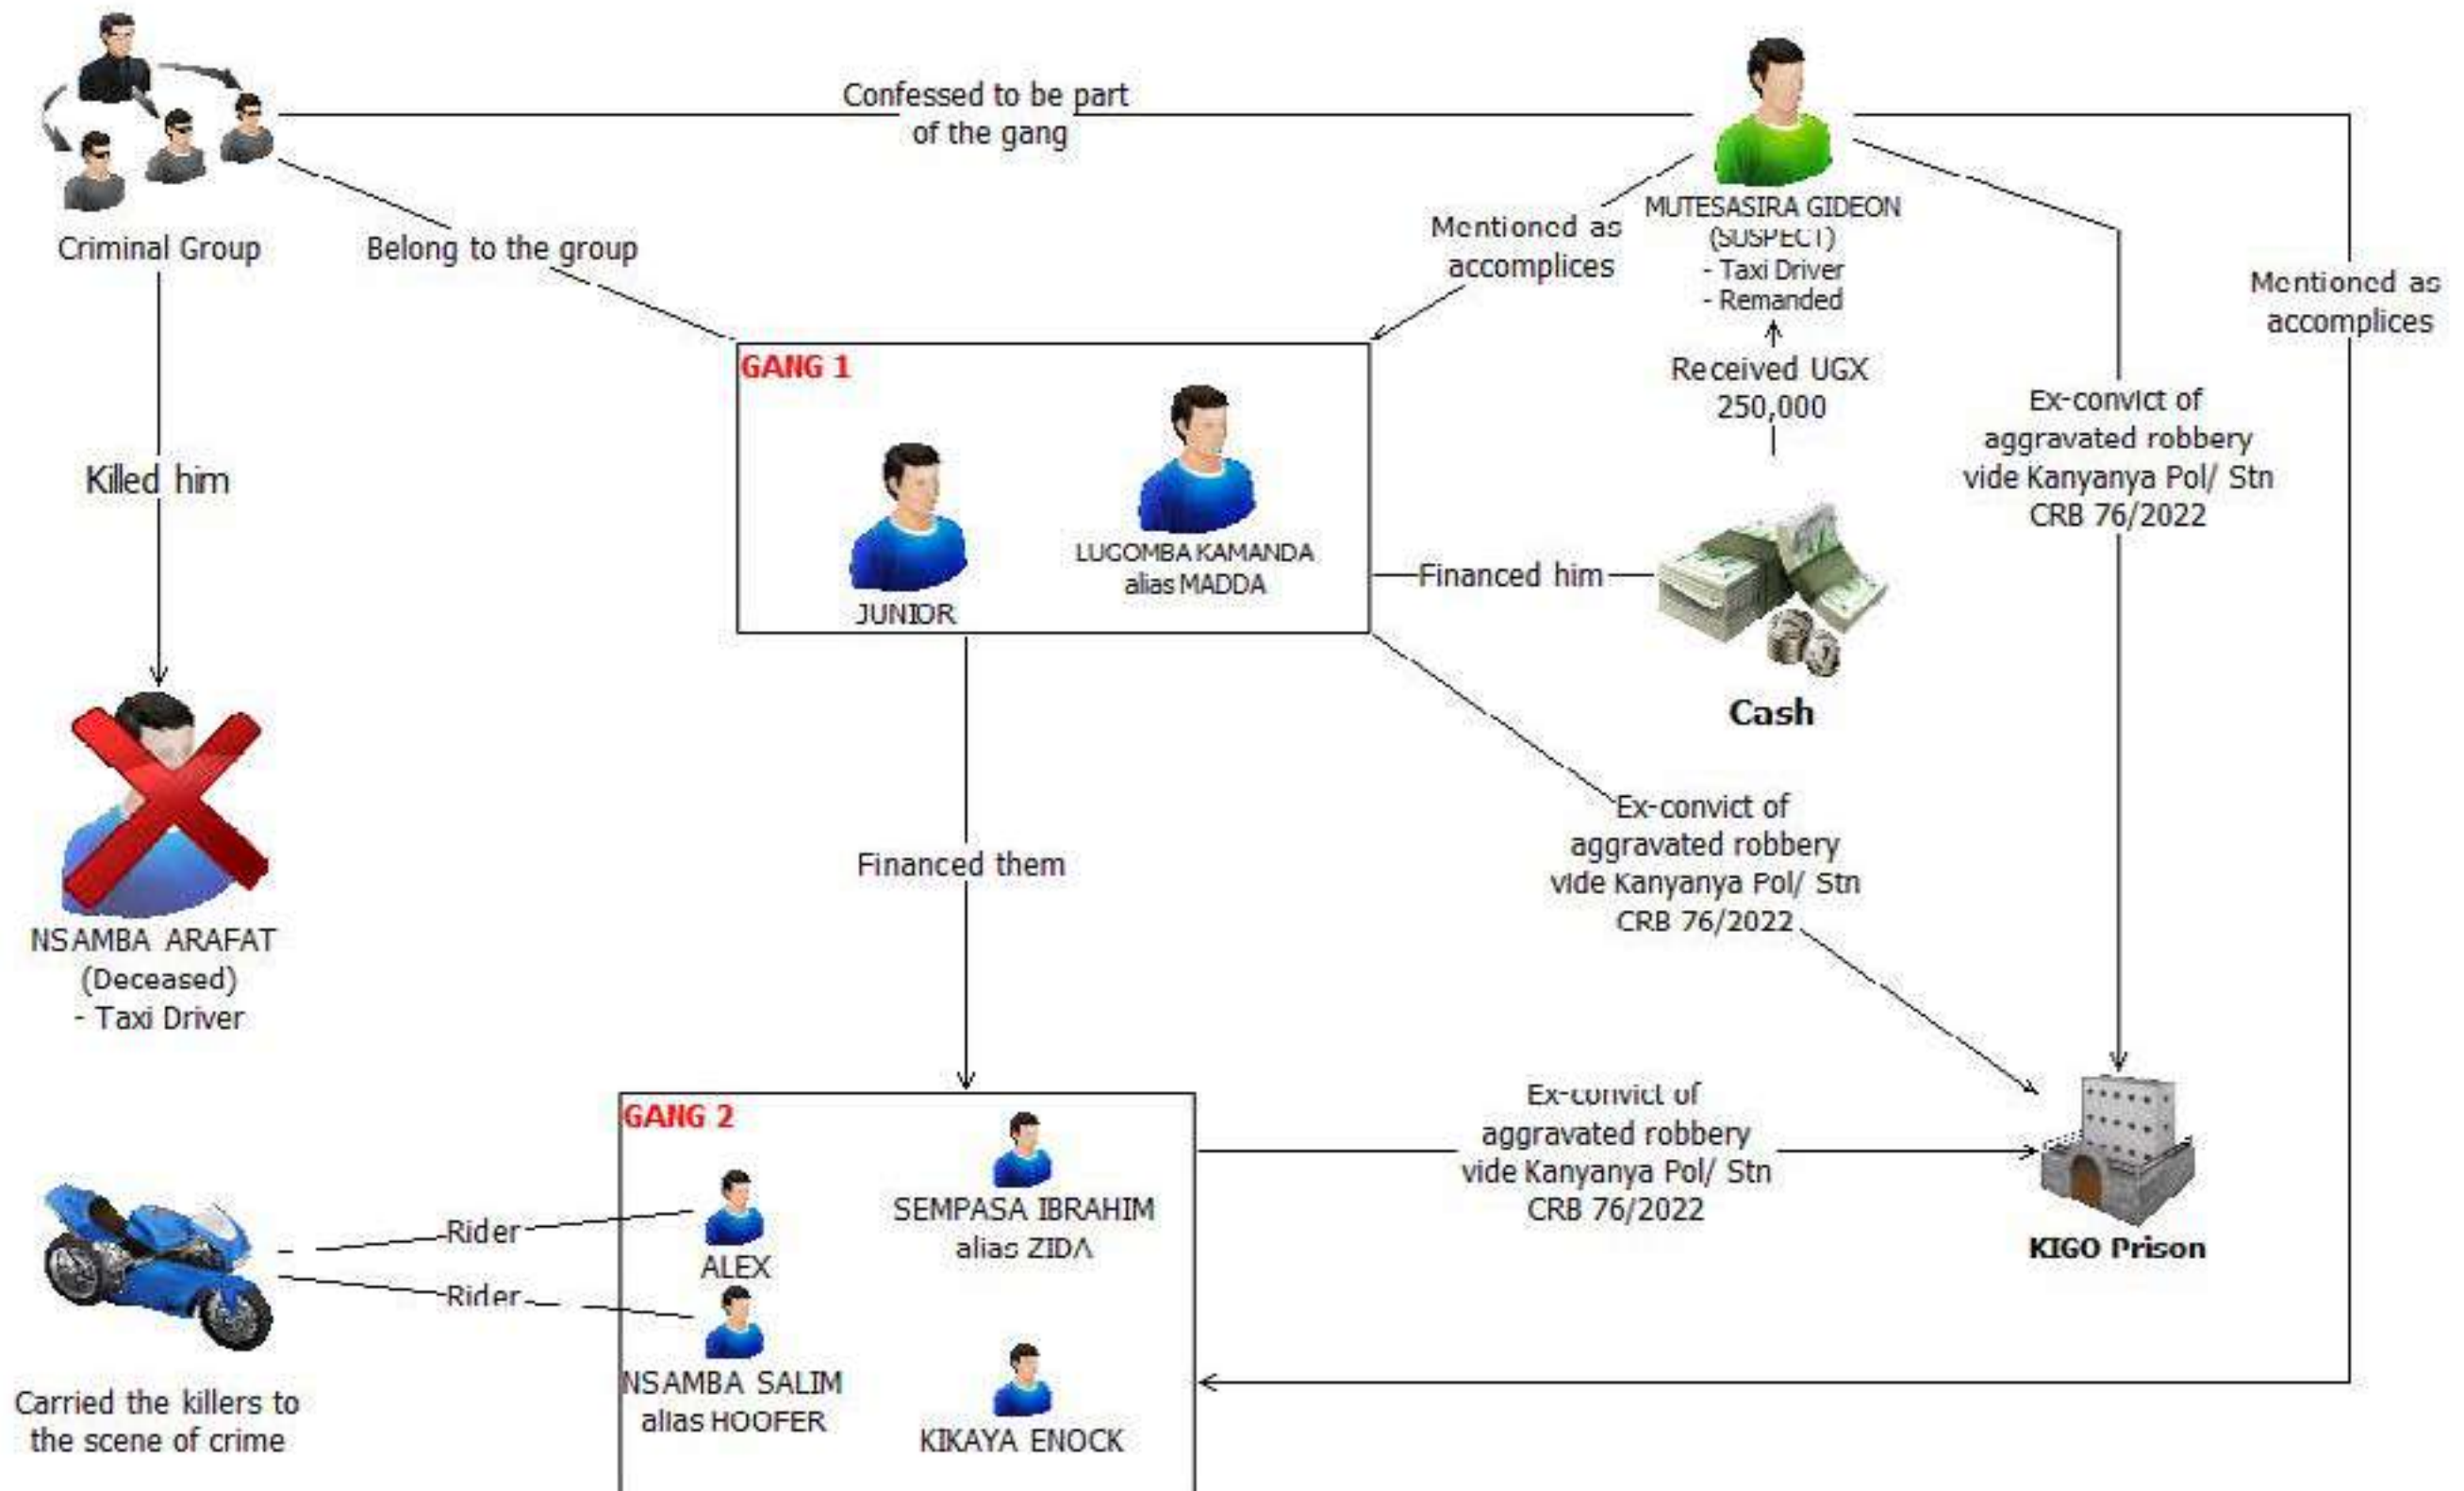 Confessed to be part
of the gang
Criminal Group
Belong to the group
Mentioned as
accomplices
MUTESASIRA GIDEON
(SUSPECT)
- Taxi Driver
- Remanded
Mentioned as
accomplices
GANG 1
Received UGX
250,000
Ex-convict of
aggravated robbery
vide Kanyanya Pol/ Stn
CRB 76/2022
Killed him
JUNIOR
LUGOMBA KAMANDA
alias MADDA
Financed him
Cash
Ex-convict of
aggravated robbery
vide Kanyanya Pol/ Stn
CRB 76/2022
Financed them
NSAMBA ARAFAT
(Deceased)
- Taxi Driver
GANG 2
Rider
Rider
ALEX
SEMPASA IBRAHIM
alias ZIDA
NSAMBA SALIM
alias HOOFER
KIKAYA ENOCK
Ex-convict of
aggravated robbery
vide Kanyanya Pol/ Stn
CRB 76/2022
KIGO Prison
Carried the killers to
the scene of crime